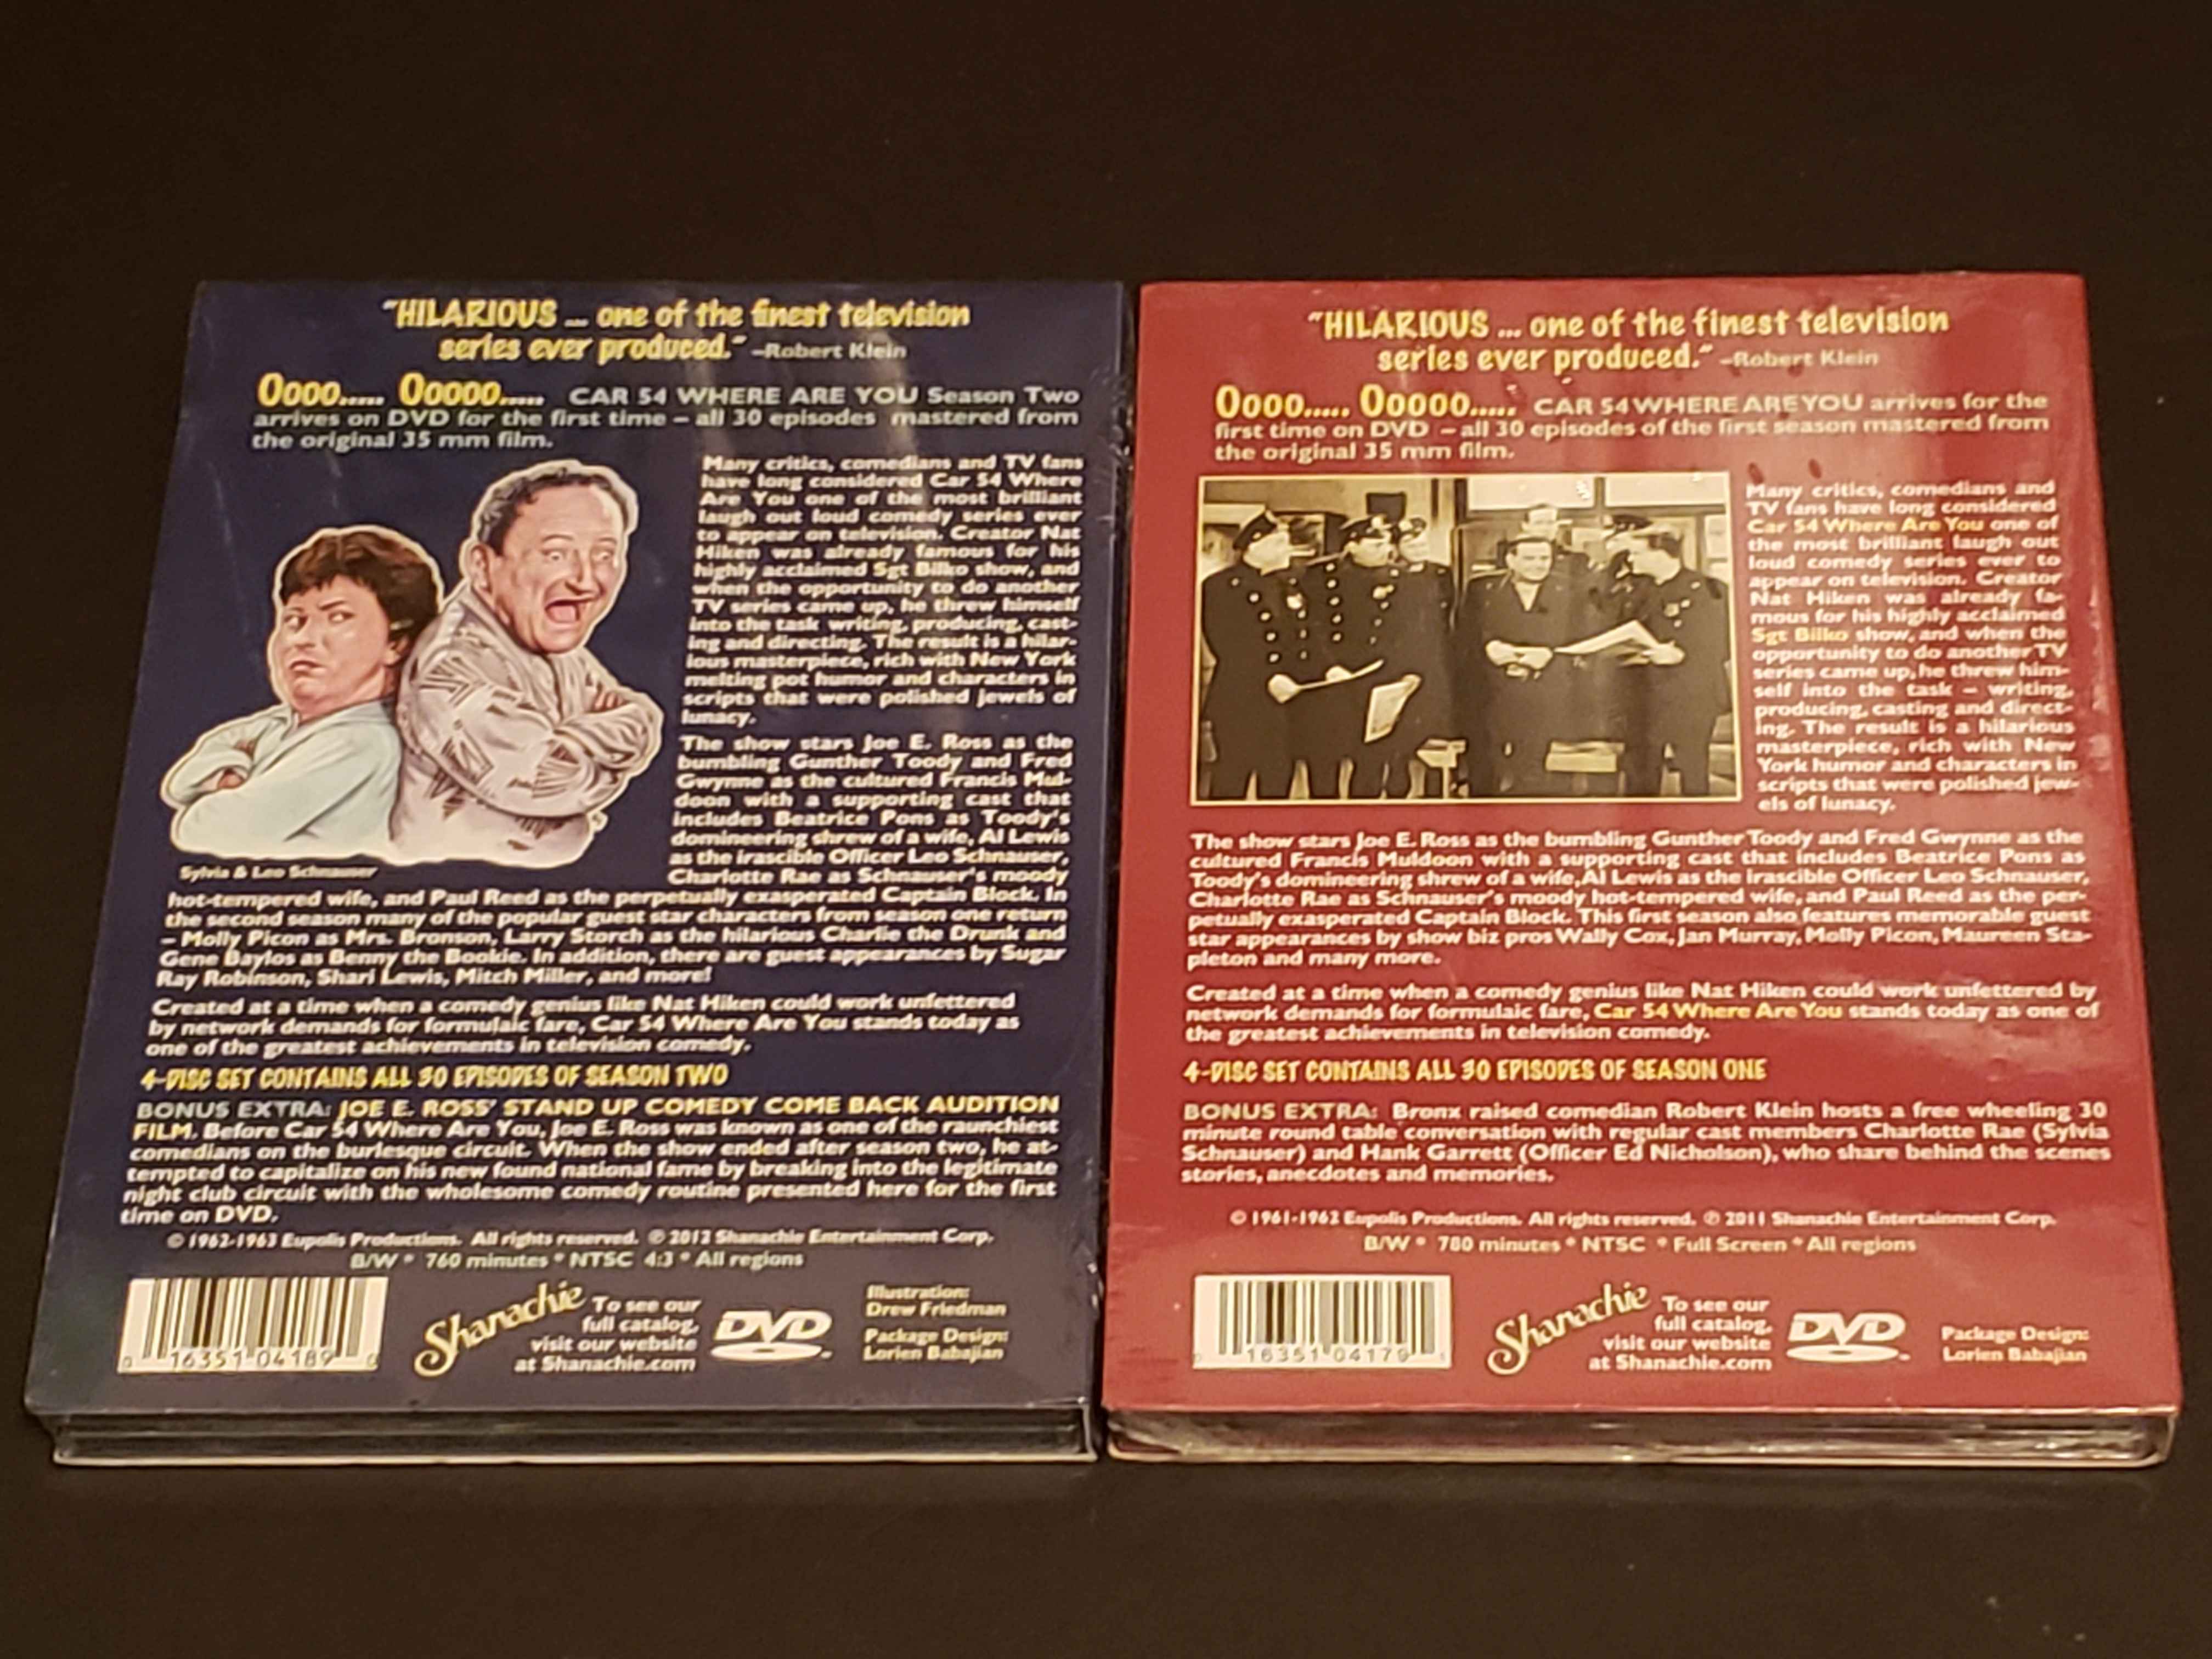 "HILARIOUS ... one of the finest television
series ever produced." –Robert Klein
Oooo..... Ooooo..... CAR 54 WHERE ARE YOU Season Two
arrives on DVD for the first time – all 30 episodes mastered from
the original 35 mm film.
Many critics, comedians and TV fans
have long considered Car 54 Where
Are You one of the most brilliant
laugh out loud comedy series ever
to appear on television. Creator Nat
Hiken was already famous for his
highly acclaimed Sgt Bilko show, and
when the opportunity to do another
TV series came up, he threw himself
into the task writing, producing, cast-
ing and directing. The result is a hilar-
ious masterpiece, rich with New York
melting pot humor and characters in
scripts that were polished jewels of
lunacy.
The show stars Joe E. Ross as the
bumbling Gunther Toody and Fred
Gwynne as the cultured Francis Mul-
doon with a supporting cast that
includes Beatrice Pons as Toody's
domineering shrew of a wife, Al Lewis
as the irascible Officer Leo Schnauser,
Charlotte Rae as Schnauser's moody
Sylvia & Leo Schnauser
hot-tempered wife, and Paul Reed as the perpetually exasperated Captain Block. In
the second season many of the popular guest star characters from season one return
– Molly Picon as Mrs. Bronson, Larry Storch as the hilarious Charlie the Drunk and
Gene Baylos as Benny the Bookie. In addition, there are guest appearances by Sugar
Ray Robinson, Shari Lewis, Mitch Miller, and more!
Created at a time when a comedy genius like Nat Hiken could work unfettered
by network demands for formulaic fare, Car 54 Where Are You stands today as
one of the greatest achievements in television comedy.
4-DISC SET CONTAINS ALL 30 EPISODES OF SEASON TWO
BONUS EXTRA: JOE E. ROSS' STAND UP COMEDY COME BACK AUDITION
FILM. Before Car 54 Where Are You, Joe E. Ross was known as one of the raunchiest
comedians on the burlesque circuit. When the show ended after season two, he at-
tempted to capitalize on his new found national fame by breaking into the legitimate
night club circuit with the wholesome comedy routine presented here for the first
time on DVD.
© 1962-1963 Eupolis Productions. All rights reserved. ℗ 2012 Shanachie Entertainment Corp.
B/W * 760 minutes * NTSC 4:3 * All regions
0 16351 04189 0
Shanachie
To see our
full catalog,
visit our website
at Shanachie.com
DVD
Illustration:
Drew Friedman
Package Design:
Lorien Babajian
"HILARIOUS ... one of the finest television
series ever produced." –Robert Klein
Oooo..... Ooooo..... CAR 54 WHERE ARE YOU arrives for the
first time on DVD – all 30 episodes of the first season mastered from
the original 35 mm film.
Many critics, comedians and
TV fans have long considered
Car 54 Where Are You one of
the most brilliant laugh out
loud comedy series ever to
appear on television. Creator
Nat Hiken was already fa-
mous for his highly acclaimed
Sgt Bilko show, and when the
opportunity to do another TV
series came up, he threw him-
self into the task – writing,
producing, casting and direct-
ing. The result is a hilarious
masterpiece, rich with New
York humor and characters in
scripts that were polished jew-
els of lunacy.
The show stars Joe E. Ross as the bumbling Gunther Toody and Fred Gwynne as the
cultured Francis Muldoon with a supporting cast that includes Beatrice Pons as
Toody's domineering shrew of a wife, Al Lewis as the irascible Officer Leo Schnauser,
Charlotte Rae as Schnauser's moody hot-tempered wife, and Paul Reed as the per-
petually exasperated Captain Block. This first season also features memorable guest
star appearances by show biz pros Wally Cox, Jan Murray, Molly Picon, Maureen Sta-
pleton and many more.
Created at a time when a comedy genius like Nat Hiken could work unfettered by
network demands for formulaic fare, Car 54 Where Are You stands today as one of
the greatest achievements in television comedy.
4-DISC SET CONTAINS ALL 30 EPISODES OF SEASON ONE
BONUS EXTRA: Bronx raised comedian Robert Klein hosts a free wheeling 30
minute round table conversation with regular cast members Charlotte Rae (Sylvia
Schnauser) and Hank Garrett (Officer Ed Nicholson), who share behind the scenes
stories, anecdotes and memories.
© 1961-1962 Eupolis Productions. All rights reserved. ℗ 2011 Shanachie Entertainment Corp.
B/W * 780 minutes * NTSC * Full Screen * All regions
16351 04179 1
Shanachie
To see our
full catalog,
visit our website
at Shanachie.com
DVD
Package Design:
Lorien Babajian